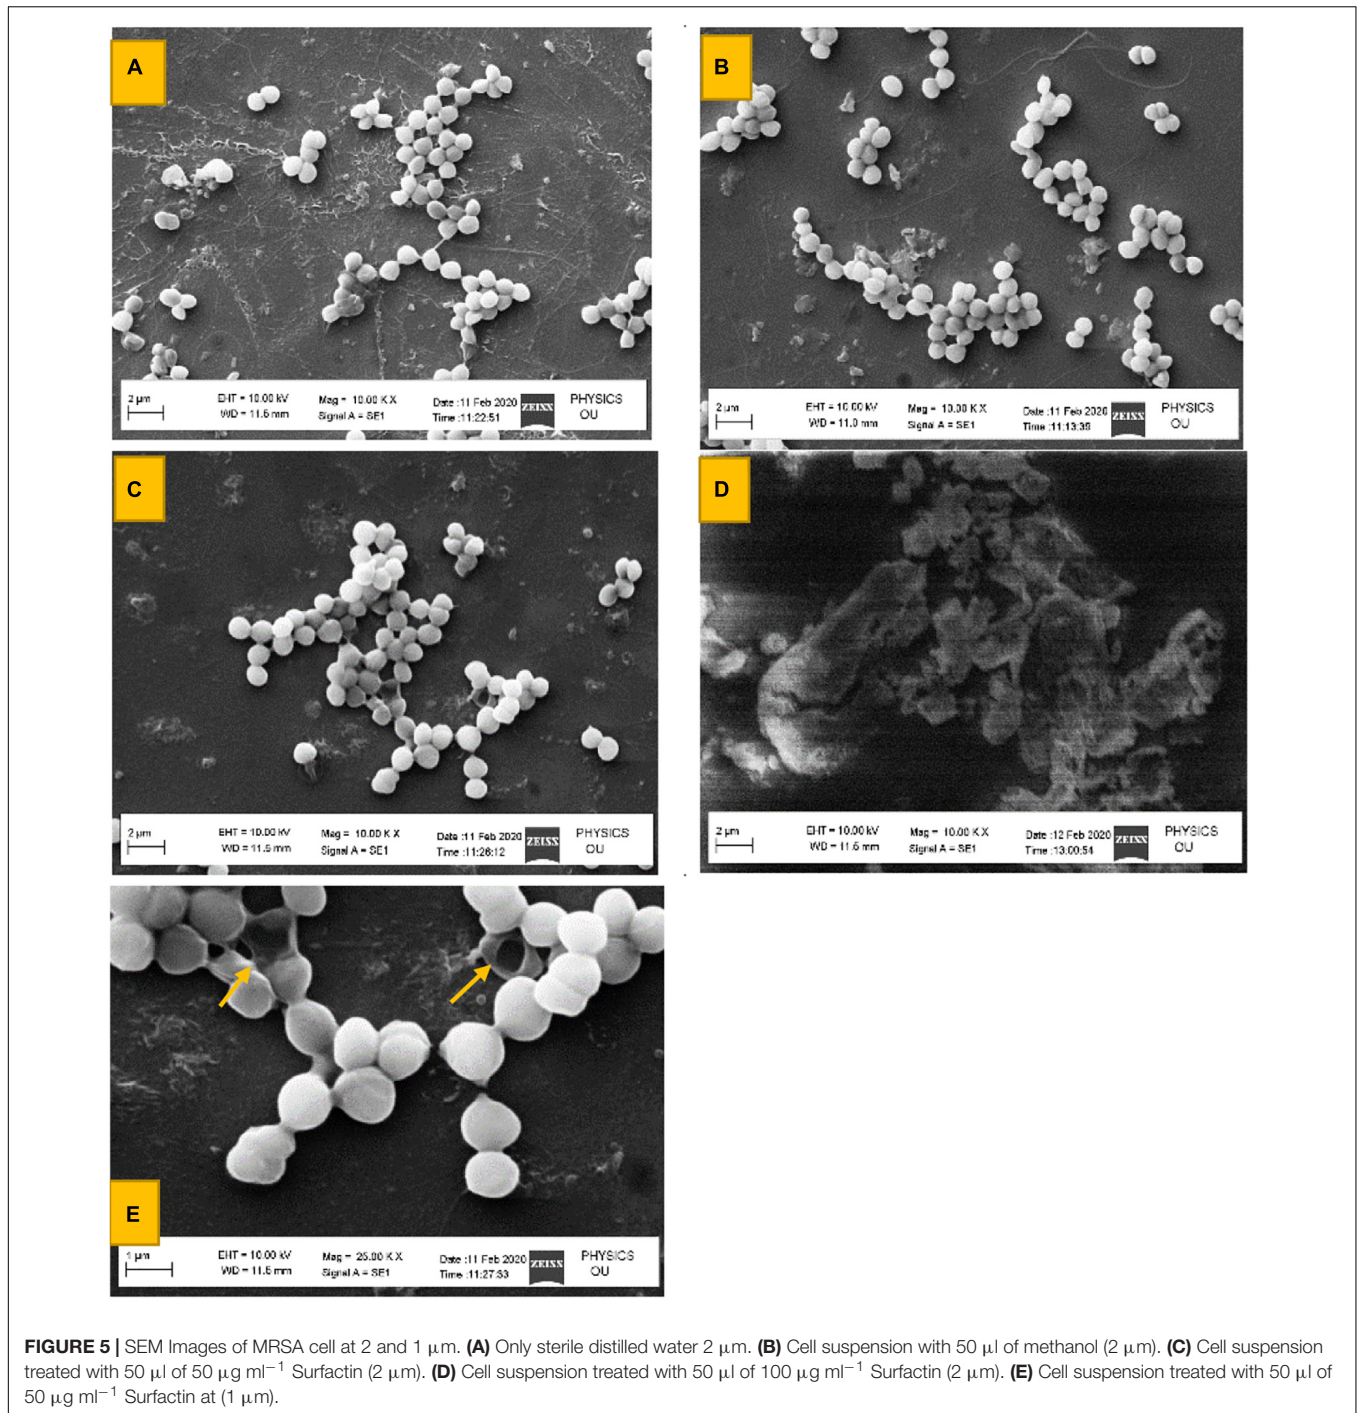 A
2 µm EHT = 10.00 kV Mag = 10.00 K X Date :11 Feb 2020 ZEISS PHYSICS
WD = 11.5 mm Signal A = SE1 Time :11:22:51 OU
B
2 µm EHT = 10.00 kV Mag = 10.00 K X Date :11 Feb 2020 ZEISS PHYSICS
WD = 11.0 mm Signal A = SE1 Time :11:13:39 OU
C
2 µm EHT = 10.00 kV Mag = 10.00 K X Date :11 Feb 2020 ZEISS PHYSICS
WD = 11.5 mm Signal A = SE1 Time :11:26:12 OU
D
2 µm EHT = 10.00 kV Mag = 10.00 K X Date :12 Feb 2020 ZEISS PHYSICS
WD = 11.5 mm Signal A = SE1 Time :13:00:54 OU
E
1 µm EHT = 10.00 kV Mag = 25.00 K X Date :11 Feb 2020 ZEISS PHYSICS
WD = 11.5 mm Signal A = SE1 Time :11:27:33 OU
FIGURE 5 | SEM Images of MRSA cell at 2 and 1 μm. (A) Only sterile distilled water 2 μm. (B) Cell suspension with 50 μl of methanol (2 μm). (C) Cell suspension
treated with 50 μl of 50 μg ml−1 Surfactin (2 μm). (D) Cell suspension treated with 50 μl of 100 μg ml−1 Surfactin (2 μm). (E) Cell suspension treated with 50 μl of
50 μg ml−1 Surfactin at (1 μm).